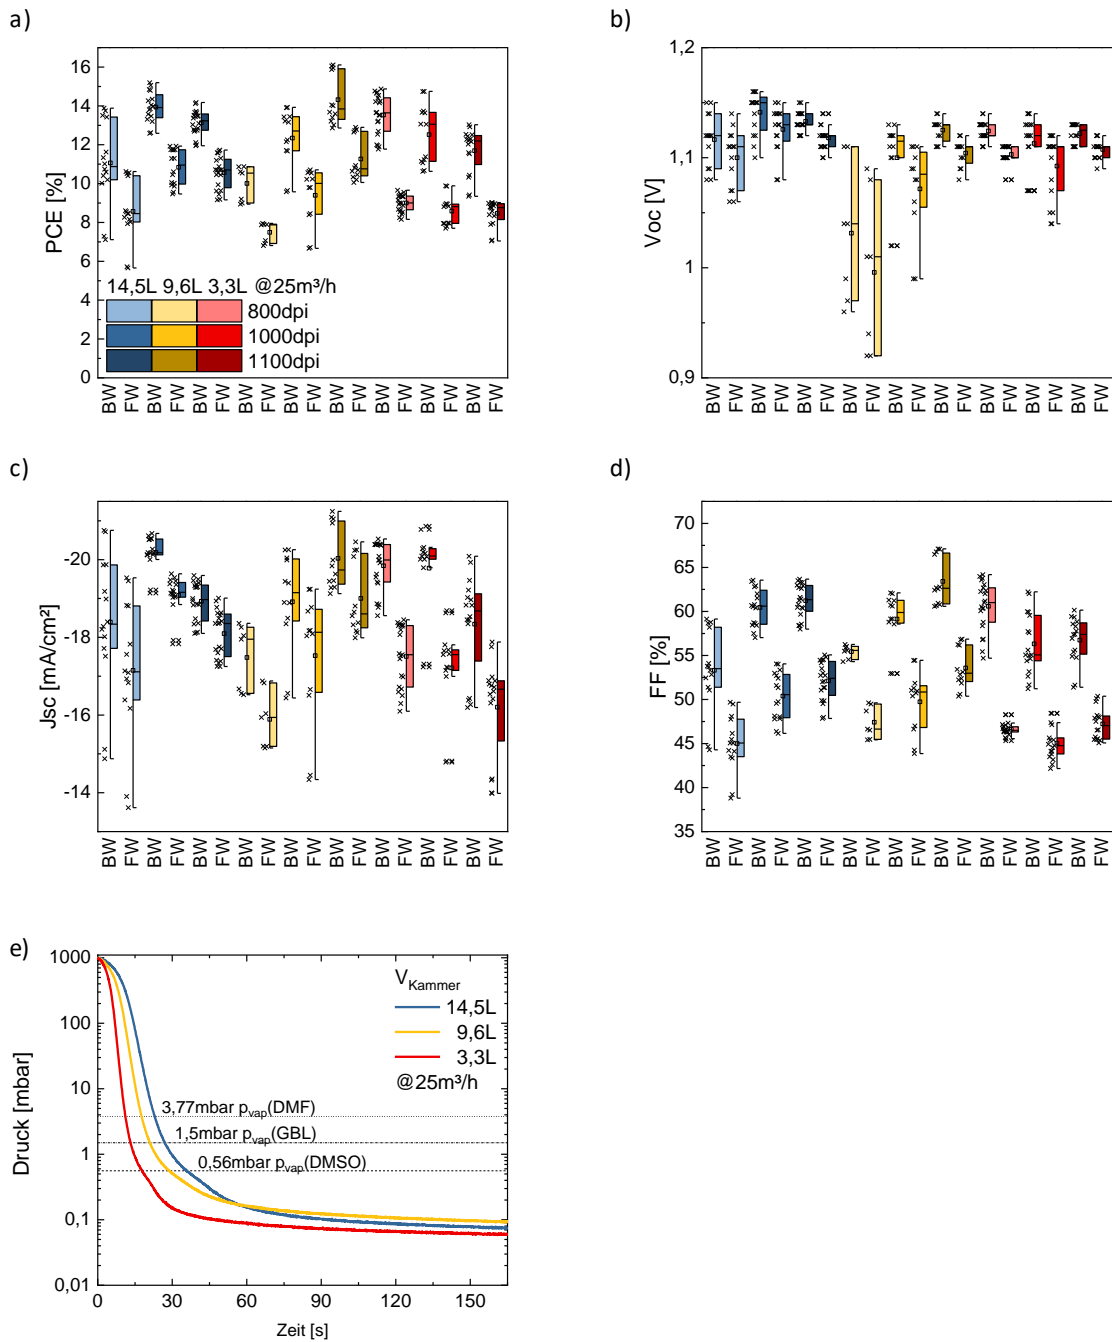 a)
16
14
12
10
8
6
4
2
0
PCE [%]
14,5L 9,6L 3,3L @25m³/h
800dpi
1000dpi
1100dpi
BW FW BW FW BW FW BW FW BW FW BW FW BW FW BW FW BW FW
b)
1,2
1,1
1
0,9
Voc [V]
BW FW BW FW BW FW BW FW BW FW BW FW BW FW BW FW BW FW
c)
-20
-18
-16
-14
Jsc [mA/cm²]
BW FW BW FW BW FW BW FW BW FW BW FW BW FW BW FW BW FW
d)
70
65
60
55
50
45
40
35
FF [%]
BW FW BW FW BW FW BW FW BW FW BW FW BW FW BW FW BW FW
e)
1000
100
10
1
0,1
0,01
Druck [mbar]
V_Kammer
14,5L
9,6L
3,3L
@25m³/h
3,77mbar p_vap(DMF)
1,5mbar p_vap(GBL)
0,56mbar p_vap(DMSO)
0 30 60 90 120 150
Zeit [s]